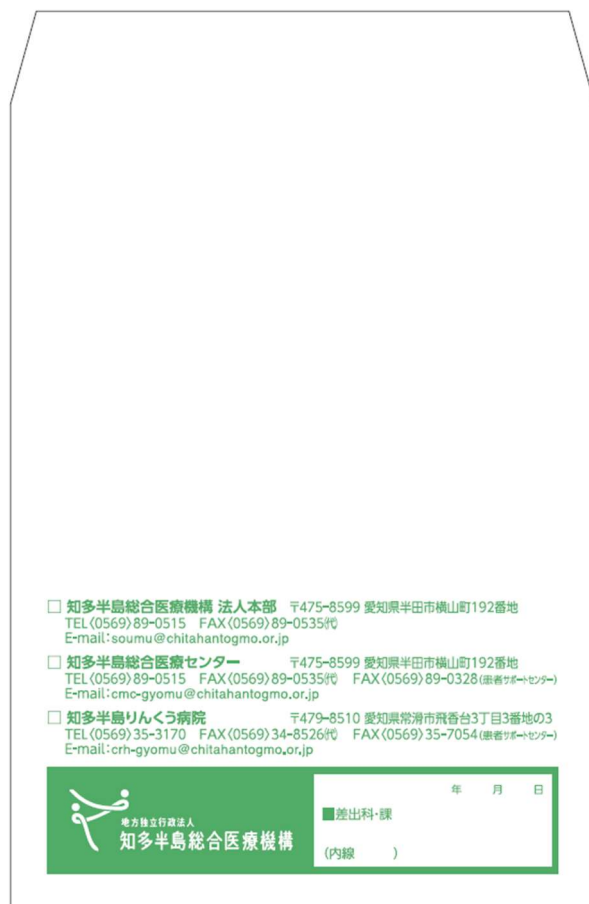 □ 知多半島総合医療機構 法人本部 〒475-8599 愛知県半田市横山町192番地
TEL〈0569〉89-0515 FAX〈0569〉89-0535㈹
E-mail:soumu@chitahantogmo.or.jp
□ 知多半島総合医療センター 〒475-8599 愛知県半田市横山町192番地
TEL〈0569〉89-0515 FAX〈0569〉89-0535㈹ FAX〈0569〉89-0328(患者サポートセンター)
E-mail:cmc-gyomu@chitahantogmo.or.jp
□ 知多半島りんくう病院 〒479-8510 愛知県常滑市飛香台3丁目3番地の3
TEL〈0569〉35-3170 FAX〈0569〉34-8526㈹ FAX〈0569〉35-7054(患者サポートセンター)
E-mail:crh-gyomu@chitahantogmo.or.jp
地方独立行政法人
知多半島総合医療機構
年 月 日
■差出科・課
(内線 )